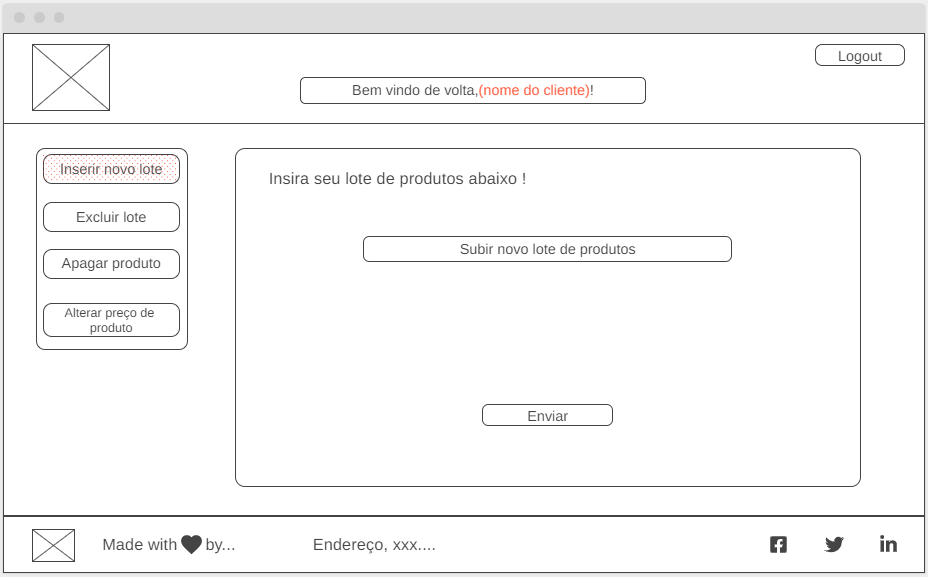 Logout
Bem vindo de volta,(nome do cliente)!
Inserir novo lote
Excluir lote
Apagar produto
Alterar preço de
produto
Insira seu lote de produtos abaixo !
Subir novo lote de produtos
Enviar
Made with by...
Endereço, xxx....